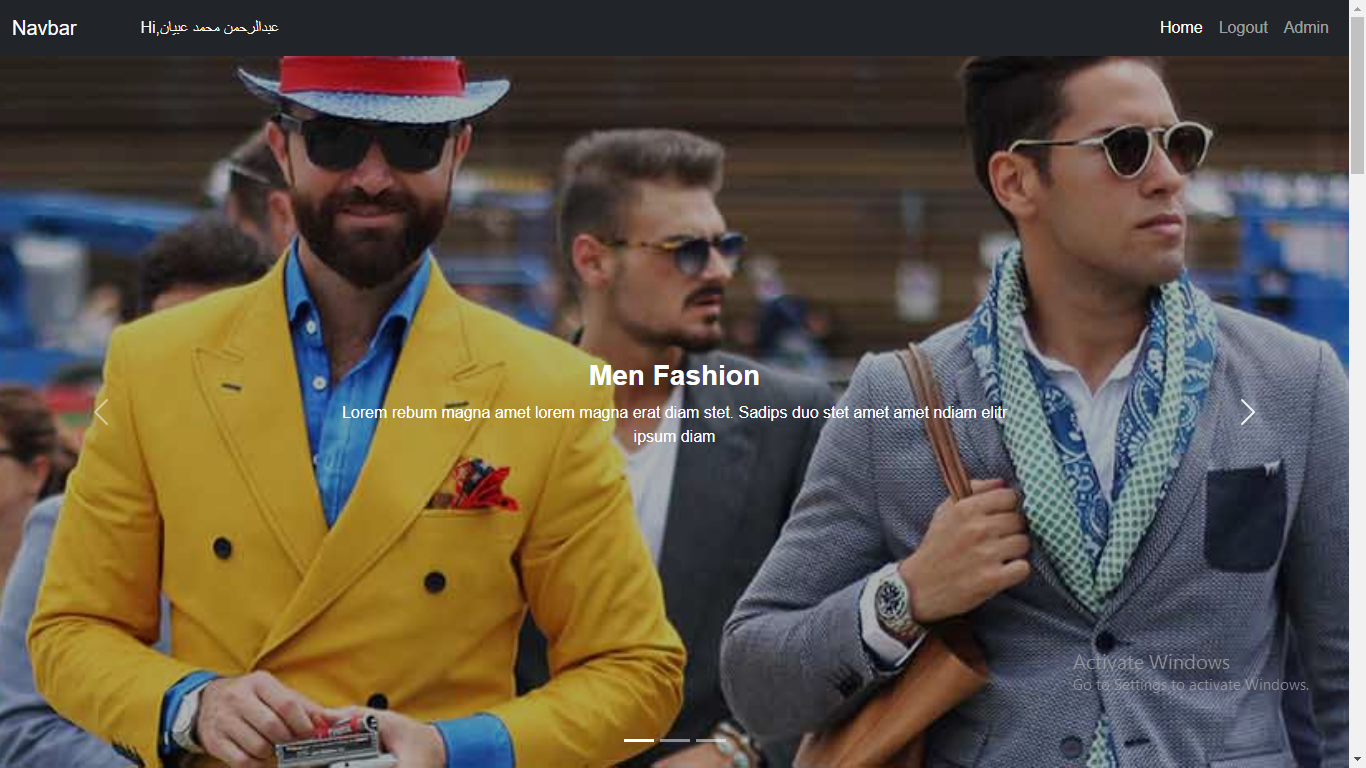 Navbar
Hi,عبدالرحمن محمد عبيان
Home
Logout
Admin
Men Fashion
Lorem rebum magna amet lorem magna erat diam stet. Sadips duo stet amet amet ndiam elitr
ipsum diam
Activate Windows
Go to Settings to activate Windows.